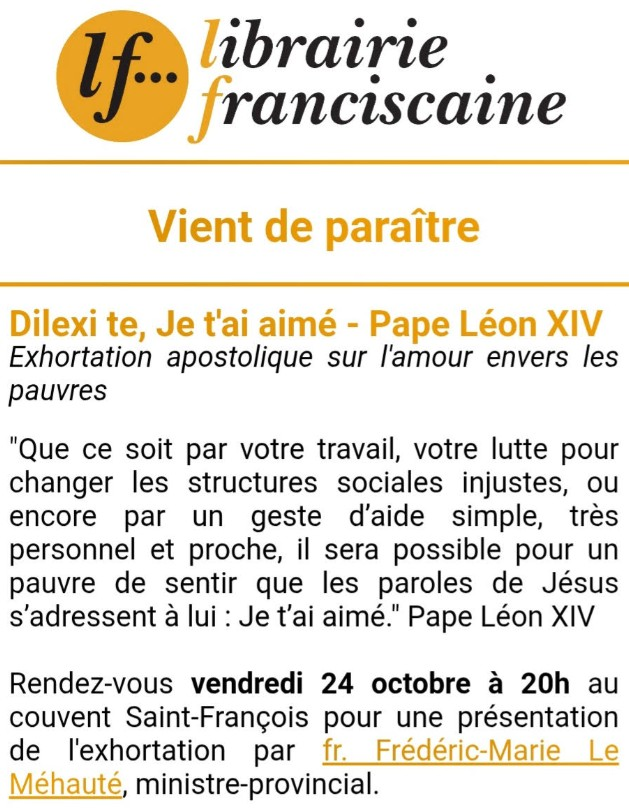 lf...
librairie
franciscaine
Vient de paraître
Dilexi te, Je t'ai aimé - Pape Léon XIV
Exhortation apostolique sur l'amour envers les
pauvres
"Que ce soit par votre travail, votre lutte pour
changer les structures sociales injustes, ou
encore par un geste d’aide simple, très
personnel et proche, il sera possible pour un
pauvre de sentir que les paroles de Jésus
s’adressent à lui : Je t’ai aimé." Pape Léon XIV
Rendez-vous vendredi 24 octobre à 20h au
couvent Saint-François pour une présentation
de l'exhortation par fr. Frédéric-Marie Le
Méhauté, ministre-provincial.